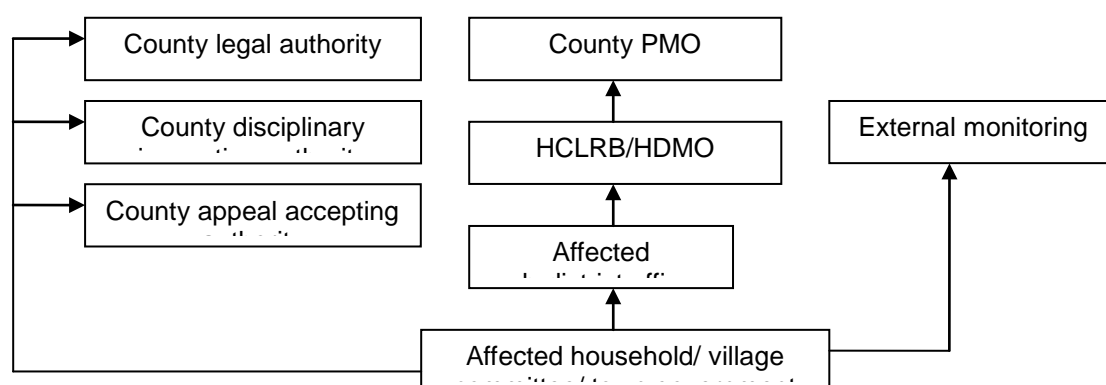 County legal authority
County PMO
County disciplinary
External monitoring
HCLRB/HDMO
County appeal accepting
Affected
Affected household/ village